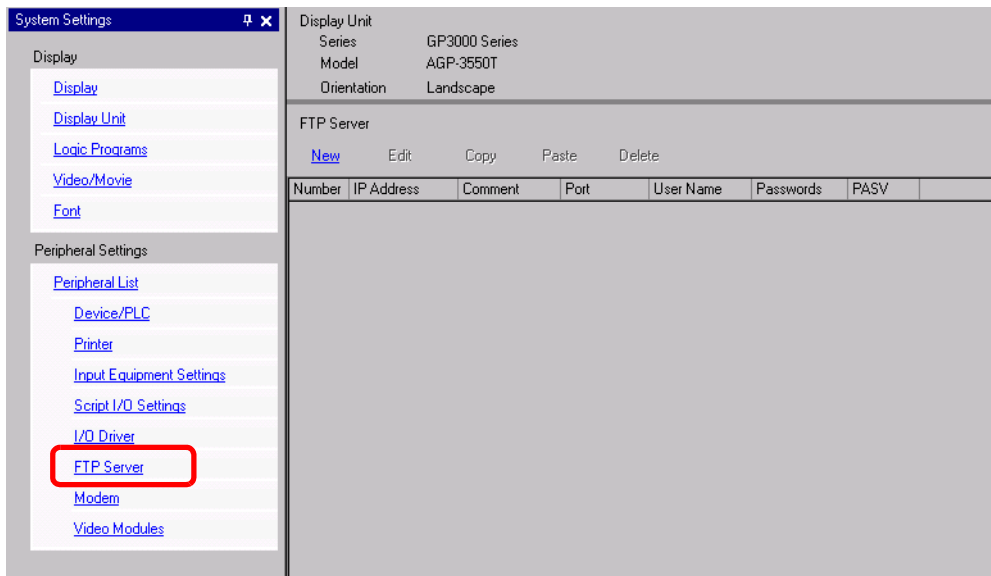 System Settings
Display
Display
Display Unit
Logic Programs
Video/Movie
Font
Peripheral Settings
Peripheral List
Device/PLC
Printer
Input Equipment Settings
Script I/O Settings
I/O Driver
FTP Server
Modem
Video Modules
Display Unit
Series GP3000 Series
Model AGP-3550T
Orientation Landscape
FTP Server
New Edit Copy Paste Delete
Number IP Address Comment Port User Name Passwords PASV